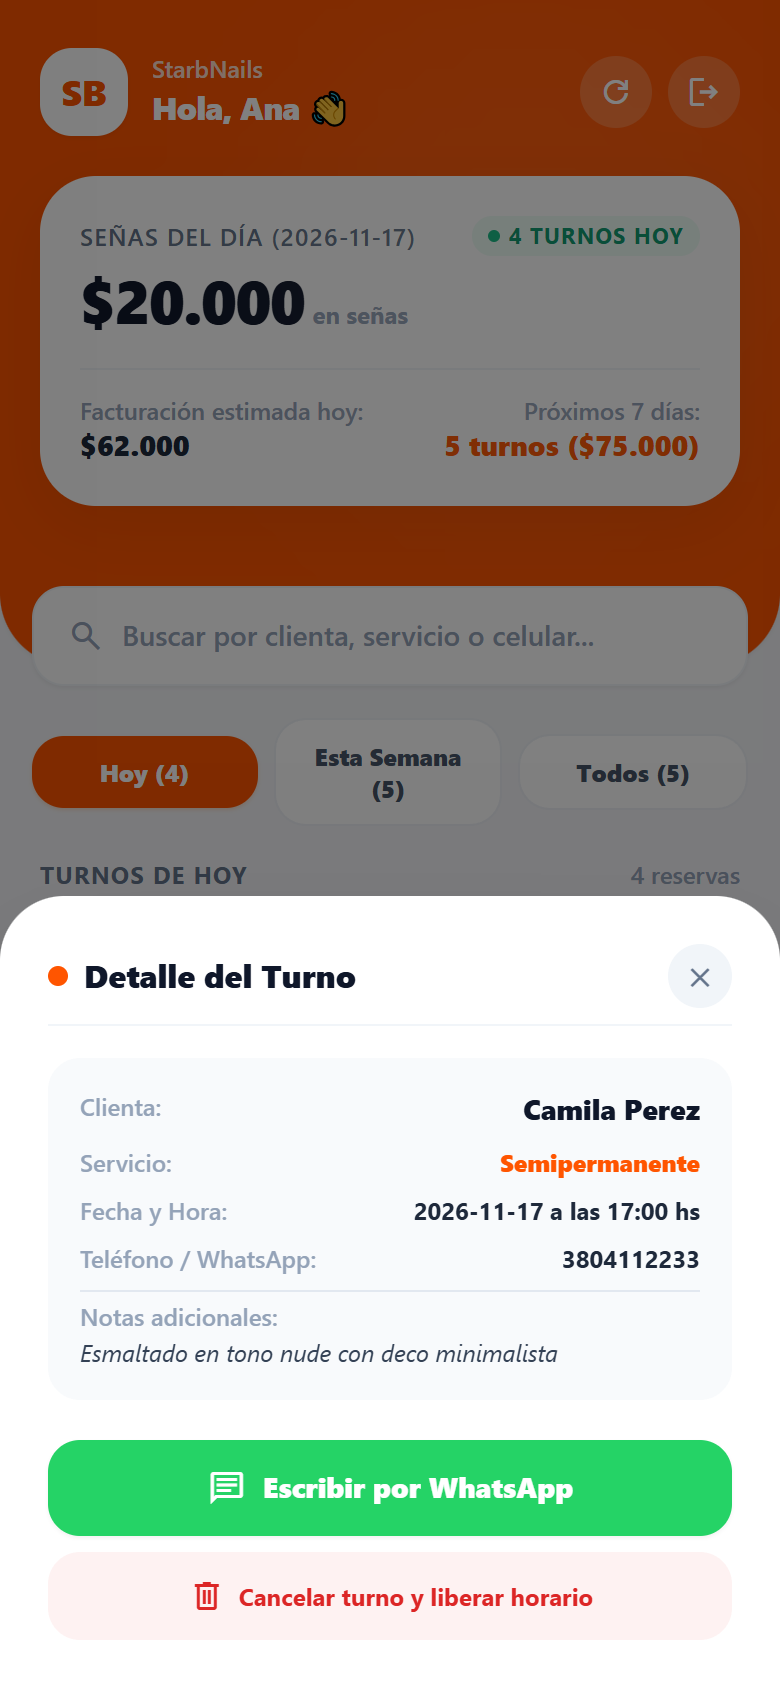 SB
StarbNails
Hola, Ana 👋
SEÑAS DEL DÍA (2026-11-17)
4 TURNOS HOY
$20.000 en señas
Facturación estimada hoy:
Próximos 7 días:
$62.000
5 turnos ($75.000)
Buscar por clienta, servicio o celular...
Hoy (4)
Esta Semana
(5)
Todos (5)
TURNOS DE HOY
4 reservas
Detalle del Turno
Clienta:
Camila Perez
Servicio:
Semipermanente
Fecha y Hora:
2026-11-17 a las 17:00 hs
Teléfono / WhatsApp:
3804112233
Notas adicionales:
Esmaltado en tono nude con deco minimalista
Escribir por WhatsApp
Cancelar turno y liberar horario